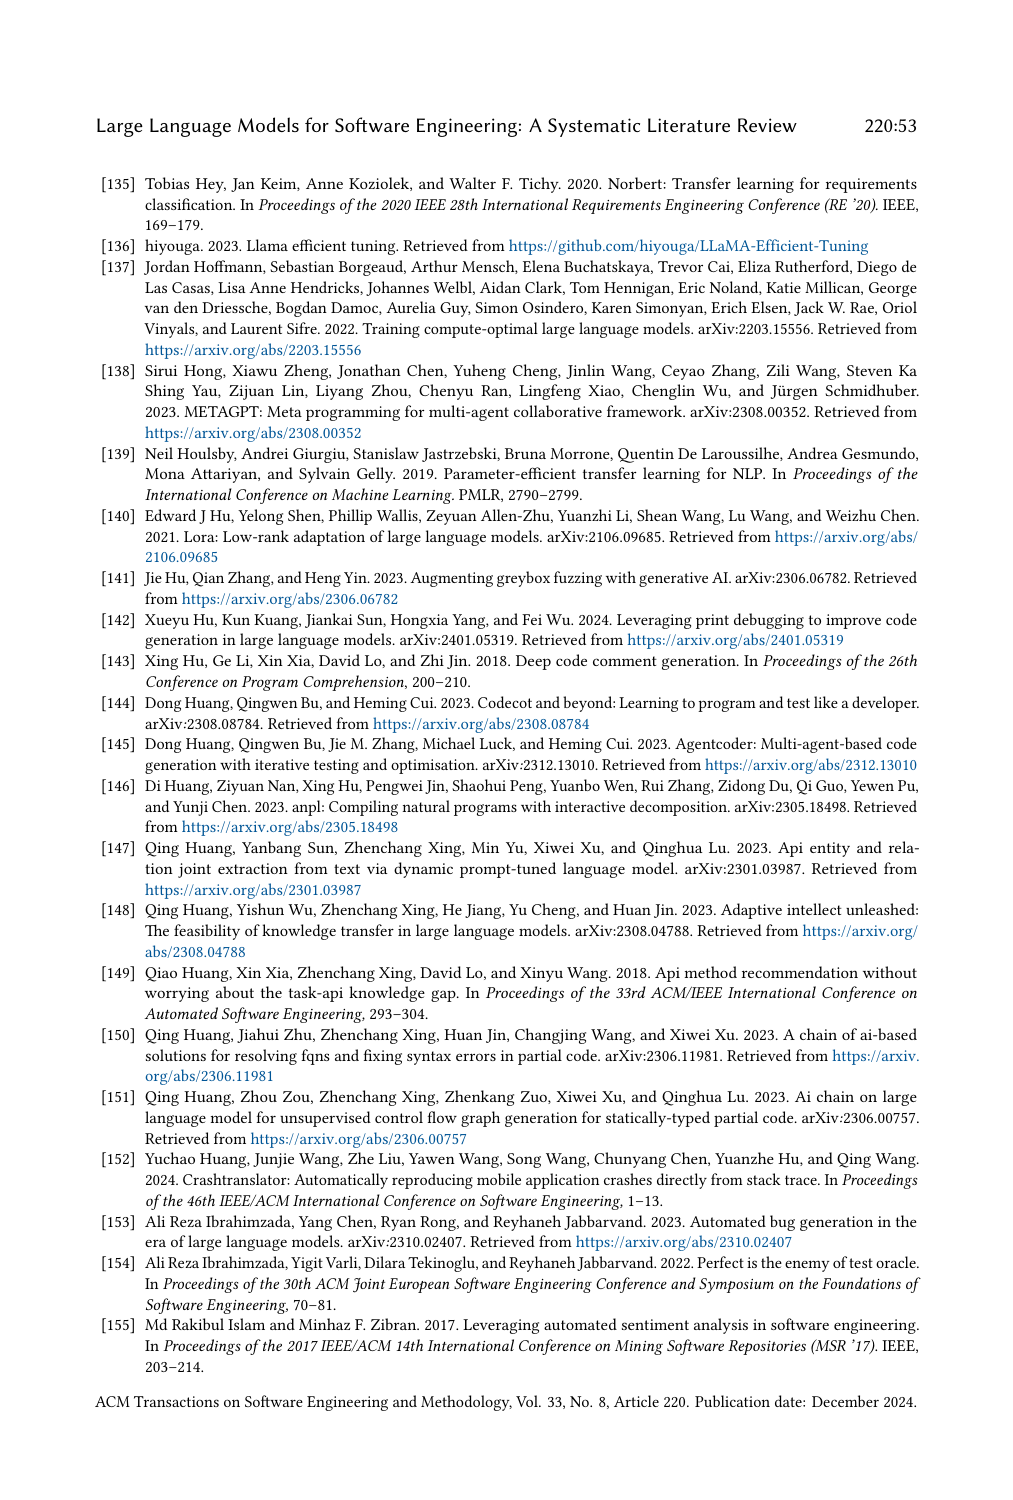 Large Language Models for Software Engineering: A Systematic Literature Review 220:53
[135] Tobias Hey, Jan Keim, Anne Koziolek, and Walter F. Tichy. 2020. Norbert: Transfer learning for requirements
classification. In Proceedings of the 2020 IEEE 28th International Requirements Engineering Conference (RE ’20). IEEE,
169–179.
[136] hiyouga. 2023. Llama efficient tuning. Retrieved from https://github.com/hiyouga/LLaMA-Efficient-Tuning
[137] Jordan Hoffmann, Sebastian Borgeaud, Arthur Mensch, Elena Buchatskaya, Trevor Cai, Eliza Rutherford, Diego de
Las Casas, Lisa Anne Hendricks, Johannes Welbl, Aidan Clark, Tom Hennigan, Eric Noland, Katie Millican, George
van den Driessche, Bogdan Damoc, Aurelia Guy, Simon Osindero, Karen Simonyan, Erich Elsen, Jack W. Rae, Oriol
Vinyals, and Laurent Sifre. 2022. Training compute-optimal large language models. arXiv:2203.15556. Retrieved from
https://arxiv.org/abs/2203.15556
[138] Sirui Hong, Xiawu Zheng, Jonathan Chen, Yuheng Cheng, Jinlin Wang, Ceyao Zhang, Zili Wang, Steven Ka
Shing Yau, Zijuan Lin, Liyang Zhou, Chenyu Ran, Lingfeng Xiao, Chenglin Wu, and Jürgen Schmidhuber.
2023. METAGPT: Meta programming for multi-agent collaborative framework. arXiv:2308.00352. Retrieved from
https://arxiv.org/abs/2308.00352
[139] Neil Houlsby, Andrei Giurgiu, Stanislaw Jastrzebski, Bruna Morrone, Quentin De Laroussilhe, Andrea Gesmundo,
Mona Attariyan, and Sylvain Gelly. 2019. Parameter-efficient transfer learning for NLP. In Proceedings of the
International Conference on Machine Learning. PMLR, 2790–2799.
[140] Edward J Hu, Yelong Shen, Phillip Wallis, Zeyuan Allen-Zhu, Yuanzhi Li, Shean Wang, Lu Wang, and Weizhu Chen.
2021. Lora: Low-rank adaptation of large language models. arXiv:2106.09685. Retrieved from https://arxiv.org/abs/
2106.09685
[141] Jie Hu, Qian Zhang, and Heng Yin. 2023. Augmenting greybox fuzzing with generative AI. arXiv:2306.06782. Retrieved
from https://arxiv.org/abs/2306.06782
[142] Xueyu Hu, Kun Kuang, Jiankai Sun, Hongxia Yang, and Fei Wu. 2024. Leveraging print debugging to improve code
generation in large language models. arXiv:2401.05319. Retrieved from https://arxiv.org/abs/2401.05319
[143] Xing Hu, Ge Li, Xin Xia, David Lo, and Zhi Jin. 2018. Deep code comment generation. In Proceedings of the 26th
Conference on Program Comprehension, 200–210.
[144] Dong Huang, Qingwen Bu, and Heming Cui. 2023. Codecot and beyond: Learning to program and test like a developer.
arXiv:2308.08784. Retrieved from https://arxiv.org/abs/2308.08784
[145] Dong Huang, Qingwen Bu, Jie M. Zhang, Michael Luck, and Heming Cui. 2023. Agentcoder: Multi-agent-based code
generation with iterative testing and optimisation. arXiv:2312.13010. Retrieved from https://arxiv.org/abs/2312.13010
[146] Di Huang, Ziyuan Nan, Xing Hu, Pengwei Jin, Shaohui Peng, Yuanbo Wen, Rui Zhang, Zidong Du, Qi Guo, Yewen Pu,
and Yunji Chen. 2023. anpl: Compiling natural programs with interactive decomposition. arXiv:2305.18498. Retrieved
from https://arxiv.org/abs/2305.18498
[147] Qing Huang, Yanbang Sun, Zhenchang Xing, Min Yu, Xiwei Xu, and Qinghua Lu. 2023. Api entity and rela-
tion joint extraction from text via dynamic prompt-tuned language model. arXiv:2301.03987. Retrieved from
https://arxiv.org/abs/2301.03987
[148] Qing Huang, Yishun Wu, Zhenchang Xing, He Jiang, Yu Cheng, and Huan Jin. 2023. Adaptive intellect unleashed:
The feasibility of knowledge transfer in large language models. arXiv:2308.04788. Retrieved from https://arxiv.org/
abs/2308.04788
[149] Qiao Huang, Xin Xia, Zhenchang Xing, David Lo, and Xinyu Wang. 2018. Api method recommendation without
worrying about the task-api knowledge gap. In Proceedings of the 33rd ACM/IEEE International Conference on
Automated Software Engineering, 293–304.
[150] Qing Huang, Jiahui Zhu, Zhenchang Xing, Huan Jin, Changjing Wang, and Xiwei Xu. 2023. A chain of ai-based
solutions for resolving fqns and fixing syntax errors in partial code. arXiv:2306.11981. Retrieved from https://arxiv.
org/abs/2306.11981
[151] Qing Huang, Zhou Zou, Zhenchang Xing, Zhenkang Zuo, Xiwei Xu, and Qinghua Lu. 2023. Ai chain on large
language model for unsupervised control flow graph generation for statically-typed partial code. arXiv:2306.00757.
Retrieved from https://arxiv.org/abs/2306.00757
[152] Yuchao Huang, Junjie Wang, Zhe Liu, Yawen Wang, Song Wang, Chunyang Chen, Yuanzhe Hu, and Qing Wang.
2024. Crashtranslator: Automatically reproducing mobile application crashes directly from stack trace. In Proceedings
of the 46th IEEE/ACM International Conference on Software Engineering, 1–13.
[153] Ali Reza Ibrahimzada, Yang Chen, Ryan Rong, and Reyhaneh Jabbarvand. 2023. Automated bug generation in the
era of large language models. arXiv:2310.02407. Retrieved from https://arxiv.org/abs/2310.02407
[154] Ali Reza Ibrahimzada, Yigit Varli, Dilara Tekinoglu, and Reyhaneh Jabbarvand. 2022. Perfect is the enemy of test oracle.
In Proceedings of the 30th ACM Joint European Software Engineering Conference and Symposium on the Foundations of
Software Engineering, 70–81.
[155] Md Rakibul Islam and Minhaz F. Zibran. 2017. Leveraging automated sentiment analysis in software engineering.
In Proceedings of the 2017 IEEE/ACM 14th International Conference on Mining Software Repositories (MSR ’17). IEEE,
203–214.
ACM Transactions on Software Engineering and Methodology, Vol. 33, No. 8, Article 220. Publication date: December 2024.